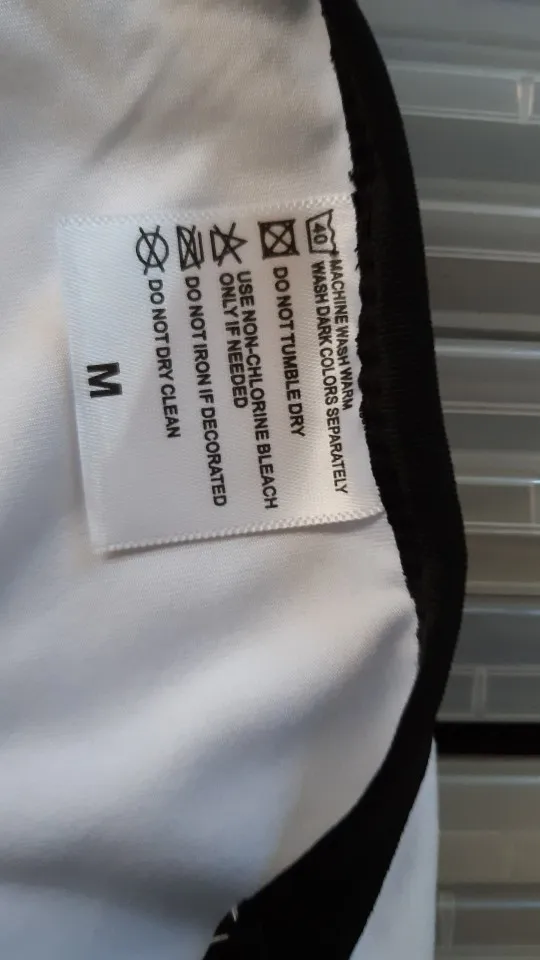 40
MACHINE WASH WARM
WASH DARK COLORS SEPARATELY
DO NOT TUMBLE DRY
USE NON-CHLORINE BLEACH
ONLY IF NEEDED
DO NOT IRON IF DECORATED
DO NOT DRY CLEAN
M